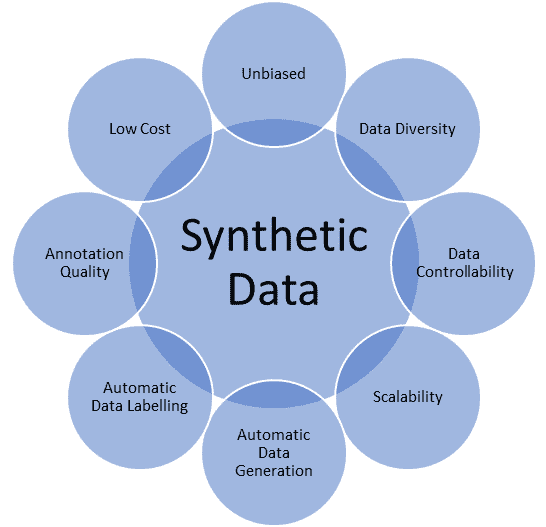 Unbiased
Data Diversity
Data
Controllability
Scalability
Automatic
Data
Generation
Automatic
Data Labelling
Annotation
Quality
Low Cost
Synthetic
Data